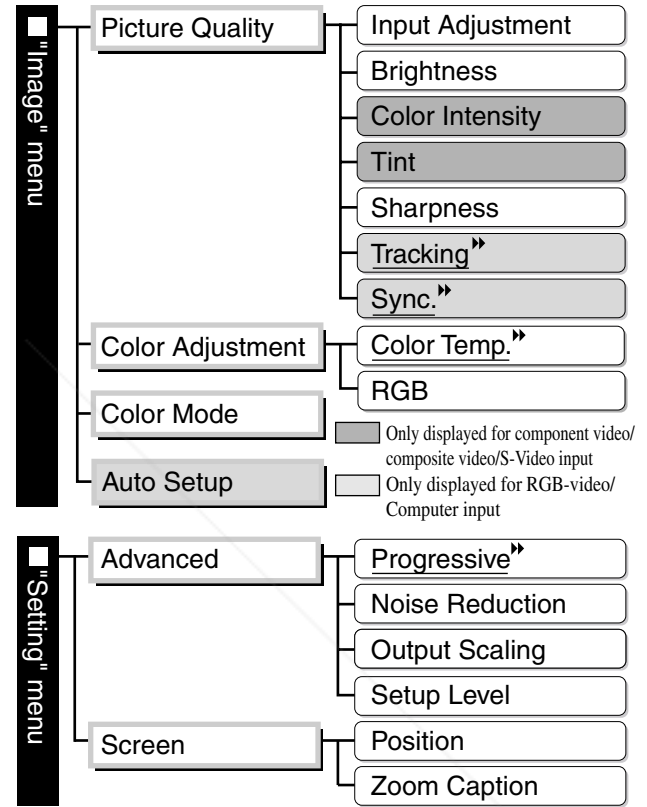 "Image" menu
Picture Quality
Input Adjustment
Brightness
Color Intensity
Tint
Sharpness
Tracking
Sync.
Color Adjustment
Color Temp.
RGB
Color Mode
Auto Setup
Only displayed for component video/
composite video/S-Video input
Only displayed for RGB-video/
Computer input
"Setting" menu
Advanced
Progressive
Noise Reduction
Output Scaling
Setup Level
Screen
Position
Zoom Caption